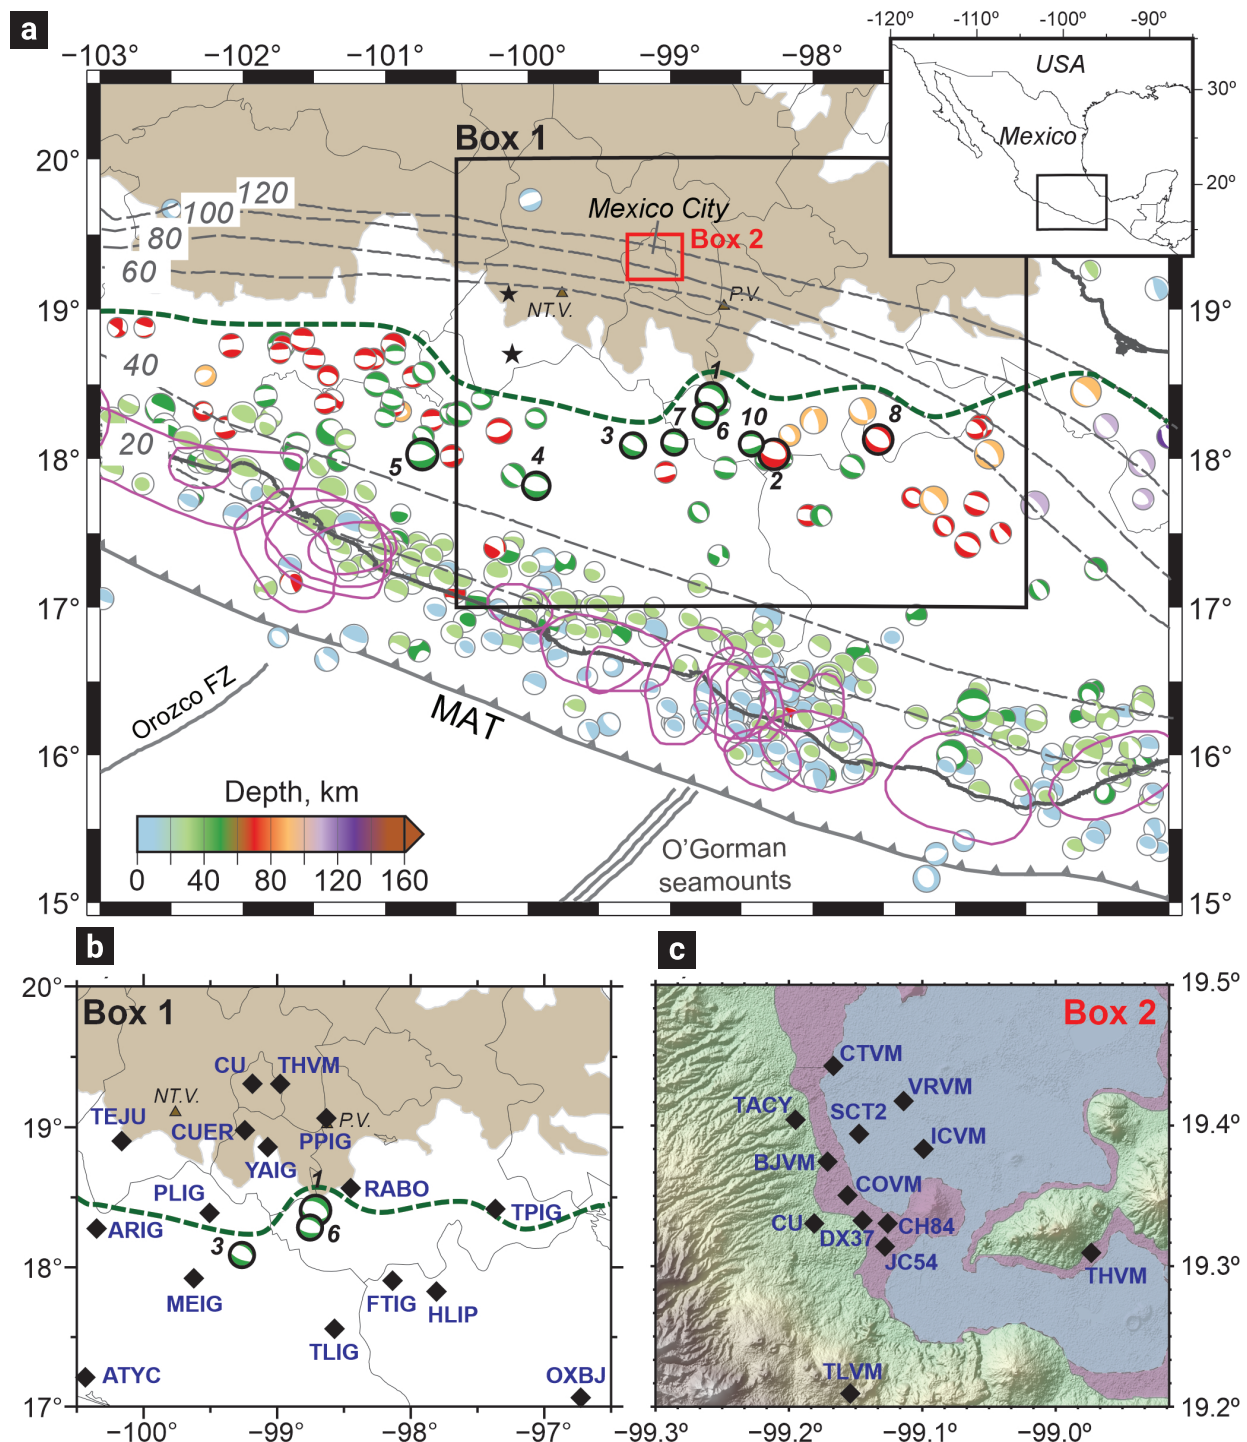 a
−103° −102° −101° −100° −99° −98°
-120° -110° -100° -90°
USA
Mexico
30°
20°
Box 1
20°
19°
18°
17°
16°
15°
19°
18°
17°
16°
15°
120
100
80
60
40
20
Mexico City
Box 2
NT.V.
P.V.
1
7
6
10
8
3
4
5
2
Orozco FZ
MAT
Depth, km
0 40 80 120 160
O'Gorman
seamounts
b
Box 1
20°
19°
18°
17°
CU THVM
NT.V.
TEJU
CUER
P.V.
PPIG
YAIG
1
PLIG
RABO
ARIG
TPIG
6
3
MEIG
FTIG
HLIP
TLIG
ATYC
OXBJ
−100° −99° −98° −97°
c
Box 2
19.5°
19.4°
19.3°
19.2°
CTVM
VRVM
TACY
SCT2
ICVM
BJVM
COVM
CU
DX37
CH84
JC54
THVM
TLVM
−99.3° −99.2° −99.1° −99.0°